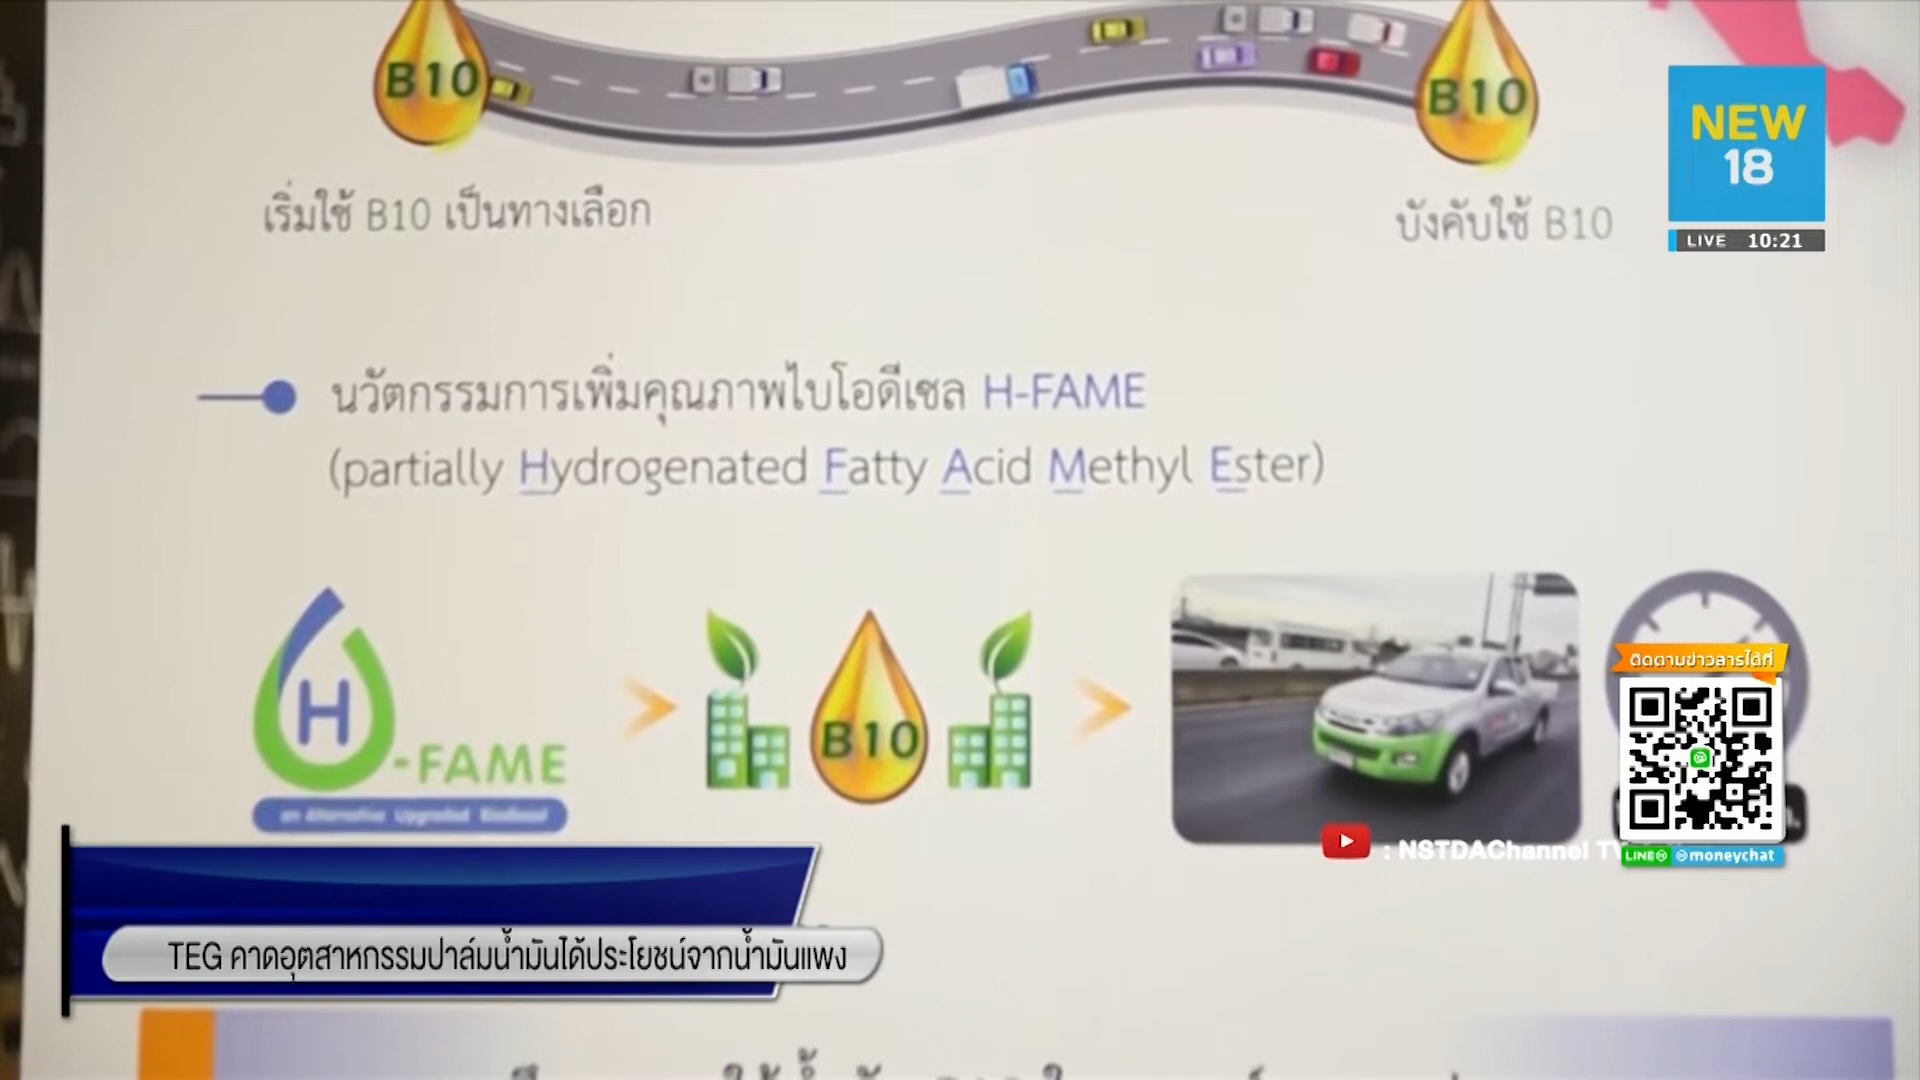 B10
B10
NEW
18
LIVE 10:21
เริ่มใช้ B10 เป็นทางเลือก
บังคับใช้ B10
นวัตกรรมการเพิ่มคุณภาพไบโอดีเซล H-FAME
(partially Hydrogenated Fatty Acid Methyl Ester)
H-FAME
an Alternative Upgraded Biodiesel
B10
ติดตามข่าวสารได้ที่
: NSTDAChannel TV
LINE@ @moneychat
TEG คาดอุตสาหกรรมปาล์มน้ำมันได้ประโยชน์จากน้ำมันแพง